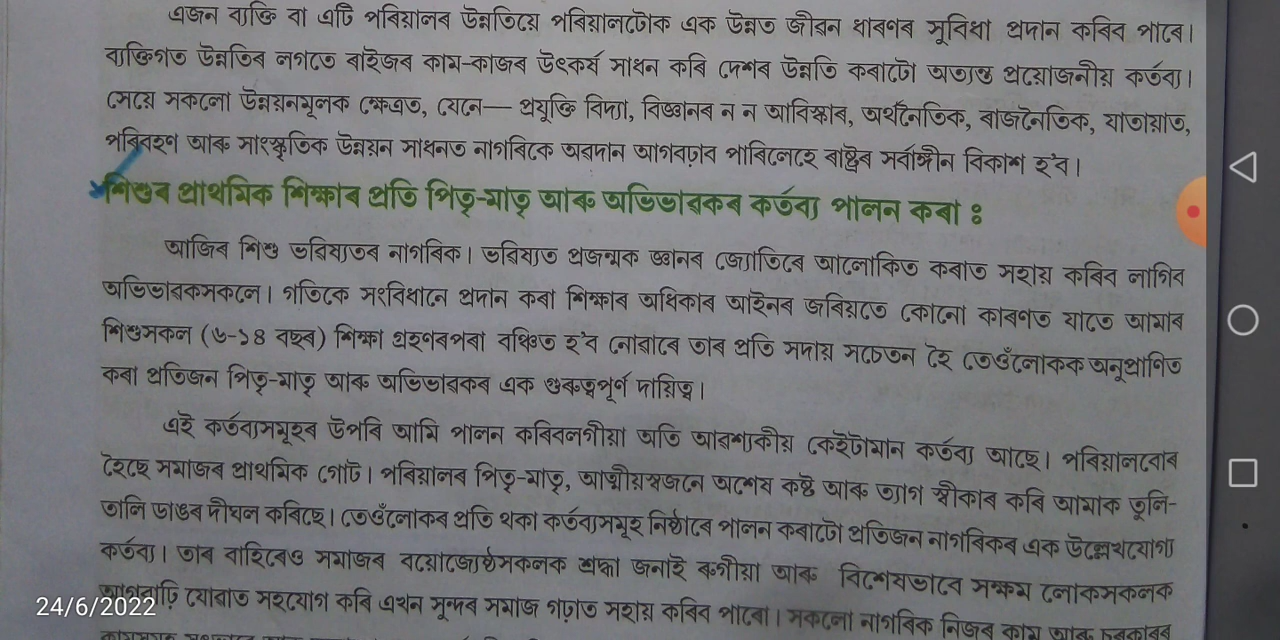 এজন ব্যক্তি বা এটি পৰিয়ালৰ উন্নতিয়ে পৰিয়ালটোক এক উন্নত জীৱন ধাৰণৰ সুবিধা প্ৰদান কৰিব পাৰে।
ব্যক্তিগত উন্নতিৰ লগতে ৰাইজৰ কাম-কাজৰ উৎকৰ্ষ সাধন কৰি দেশৰ উন্নতি কৰাটো অত্যন্ত প্ৰয়োজনীয় কৰ্তব্য।
সেয়ে সকলো উন্নয়নমূলক ক্ষেত্ৰত, যেনে— প্ৰযুক্তি বিদ্যা, বিজ্ঞানৰ ন ন আবিষ্কাৰ, অৰ্থনৈতিক, ৰাজনৈতিক, যাতায়াত,
পৰিবহণ আৰু সাংস্কৃতিক উন্নয়ন সাধনত নাগৰিকে অৱদান আগবঢ়াব পাৰিলেহে ৰাষ্ট্ৰৰ সৰ্বাঙ্গীন বিকাশ হ'ব।
শিশুৰ প্ৰাথমিক শিক্ষাৰ প্ৰতি পিতৃ-মাতৃ আৰু অভিভাৱকৰ কৰ্তব্য পালন কৰা ঃ
আজিৰ শিশু ভৱিষ্যতৰ নাগৰিক। ভৱিষ্যত প্ৰজন্মক জ্ঞানৰ জ্যোতিৰে আলোকিত কৰাত সহায় কৰিব লাগিব
অভিভাৱকসকলে। গতিকে সংবিধানে প্ৰদান কৰা শিক্ষাৰ অধিকাৰ আইনৰ জৰিয়তে কোনো কাৰণত যাতে আমাৰ
শিশুসকল (৬-১৪ বছৰ) শিক্ষা গ্ৰহণৰপৰা বঞ্চিত হ'ব নোৱাৰে তাৰ প্ৰতি সদায় সচেতন হৈ তেওঁলোকক অনুপ্ৰাণিত
কৰা প্ৰতিজন পিতৃ-মাতৃ আৰু অভিভাৱকৰ এক গুৰুত্বপূৰ্ণ দায়িত্ব।
এই কৰ্তব্যসমূহৰ উপৰি আমি পালন কৰিবলগীয়া অতি আৱশ্যকীয় কেইটামান কৰ্তব্য আছে। পৰিয়ালবোৰ
হৈছে সমাজৰ প্ৰাথমিক গোট। পৰিয়ালৰ পিতৃ-মাতৃ, আত্মীয়স্বজনে অশেষ কষ্ট আৰু ত্যাগ স্বীকাৰ কৰি আমাক তুলি-
তালি ডাঙৰ দীঘল কৰিছে। তেওঁলোকৰ প্ৰতি থকা কৰ্তব্যসমূহ নিষ্ঠাৰে পালন কৰাটো প্ৰতিজন নাগৰিকৰ এক উল্লেখযোগ্য
কৰ্তব্য। তাৰ বাহিৰেও সমাজৰ বয়োজ্যেষ্ঠসকলক শ্ৰদ্ধা জনাই ৰুগীয়া আৰু বিশেষভাবে সক্ষম লোকসকলক
আগবাঢ়ি যোৱাত সহযোগ কৰি এখন সুন্দৰ সমাজ গঢ়াত সহায় কৰিব পাৰো। সকলো নাগৰিক নিজৰ কাম আৰু
24/6/2022